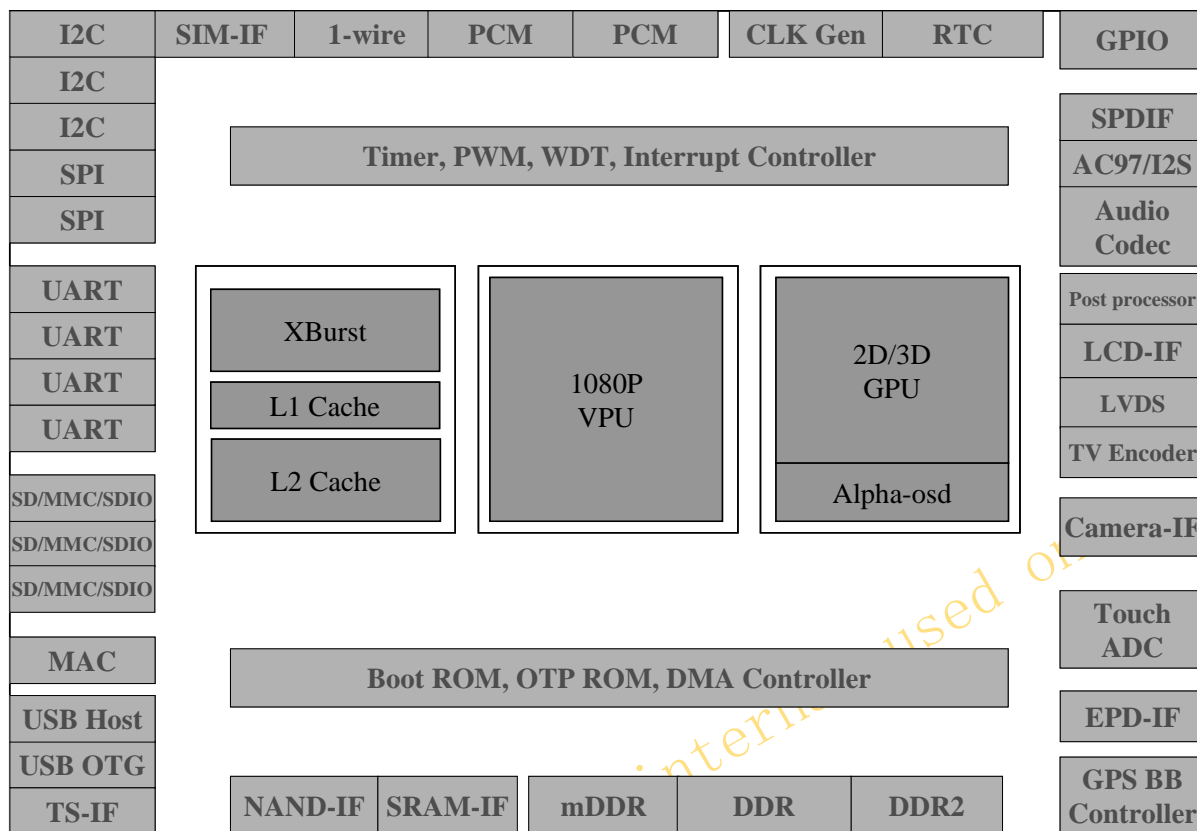 I2C
SIM-IF
1-wire
PCM
PCM
CLK Gen
RTC
GPIO
I2C
I2C
SPI
SPI
Timer, PWM, WDT, Interrupt Controller
SPDIF
AC97/I2S
Audio
Codec
UART
UART
UART
UART
XBurst
L1 Cache
L2 Cache
1080P
VPU
2D/3D
GPU
Alpha-osd
Post processor
LCD-IF
LVDS
TV Encoder
SD/MMC/SDIO
SD/MMC/SDIO
SD/MMC/SDIO
Camera-IF
Touch
ADC
MAC
Boot ROM, OTP ROM, DMA Controller
USB Host
USB OTG
TS-IF
EPD-IF
GPS BB
Controller
NAND-IF
SRAM-IF
mDDR
DDR
DDR2
used